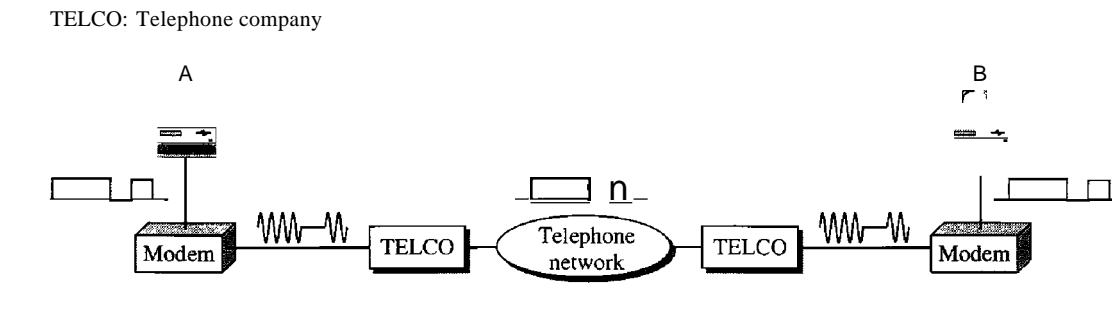 TELCO: Telephone company
A
B
n
Modem
TELCO
Telephone
network
TELCO
Modem